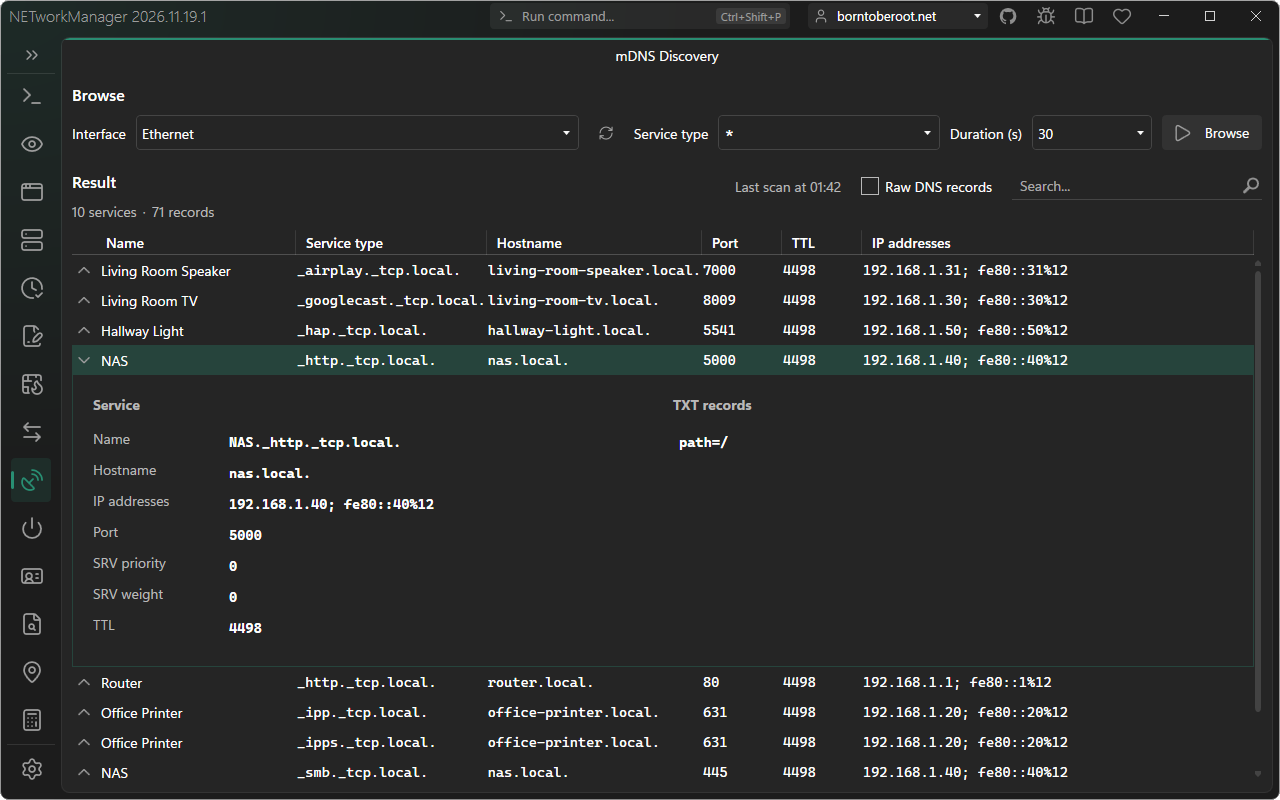 NETworkManager 2026.11.19.1
Run command... Ctrl+Shift+P
borntoberoot.net
mDNS Discovery
Browse
Interface Ethernet Service type * Duration (s) 30 Browse
Result
Last scan at 01:42 Raw DNS records Search...
10 services · 71 records
Name Service type Hostname Port TTL IP addresses
Living Room Speaker _airplay._tcp.local. living-room-speaker.local. 7000 4498 192.168.1.31; fe80::31%12
Living Room TV _googlecast._tcp.local. living-room-tv.local. 8009 4498 192.168.1.30; fe80::30%12
Hallway Light _hap._tcp.local. hallway-light.local. 5541 4498 192.168.1.50; fe80::50%12
NAS _http._tcp.local. nas.local. 5000 4498 192.168.1.40; fe80::40%12
Service TXT records
Name NAS._http._tcp.local. path=/
Hostname nas.local.
IP addresses 192.168.1.40; fe80::40%12
Port 5000
SRV priority 0
SRV weight 0
TTL 4498
Router _http._tcp.local. router.local. 80 4498 192.168.1.1; fe80::1%12
Office Printer _ipp._tcp.local. office-printer.local. 631 4498 192.168.1.20; fe80::20%12
Office Printer _ipps._tcp.local. office-printer.local. 631 4498 192.168.1.20; fe80::20%12
NAS _smb._tcp.local. nas.local. 445 4498 192.168.1.40; fe80::40%12